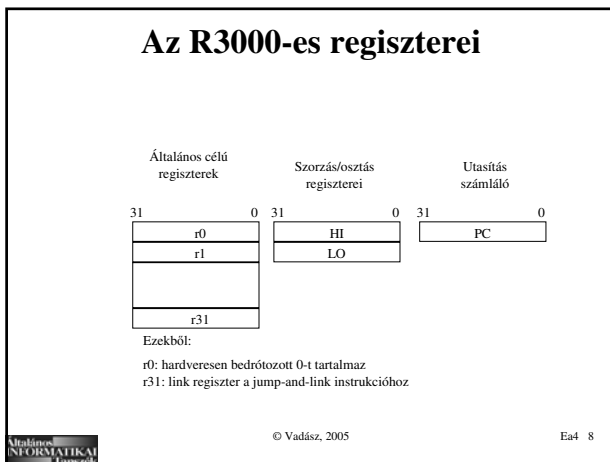 Az R3000-es regiszterei
Általános célú
regiszterek
Szorzás/osztás
regiszterei
Utasítás
számláló
31 0 31 0 31 0
r0 HI PC
r1 LO
r31
Ezekből:
r0: hardveresen bedrótozott 0-t tartalmaz
r31: link regiszter a jump-and-link instrukcióhoz
Általános
INFORMATIKAI
Tanszék
© Vadász, 2005
Ea4 8